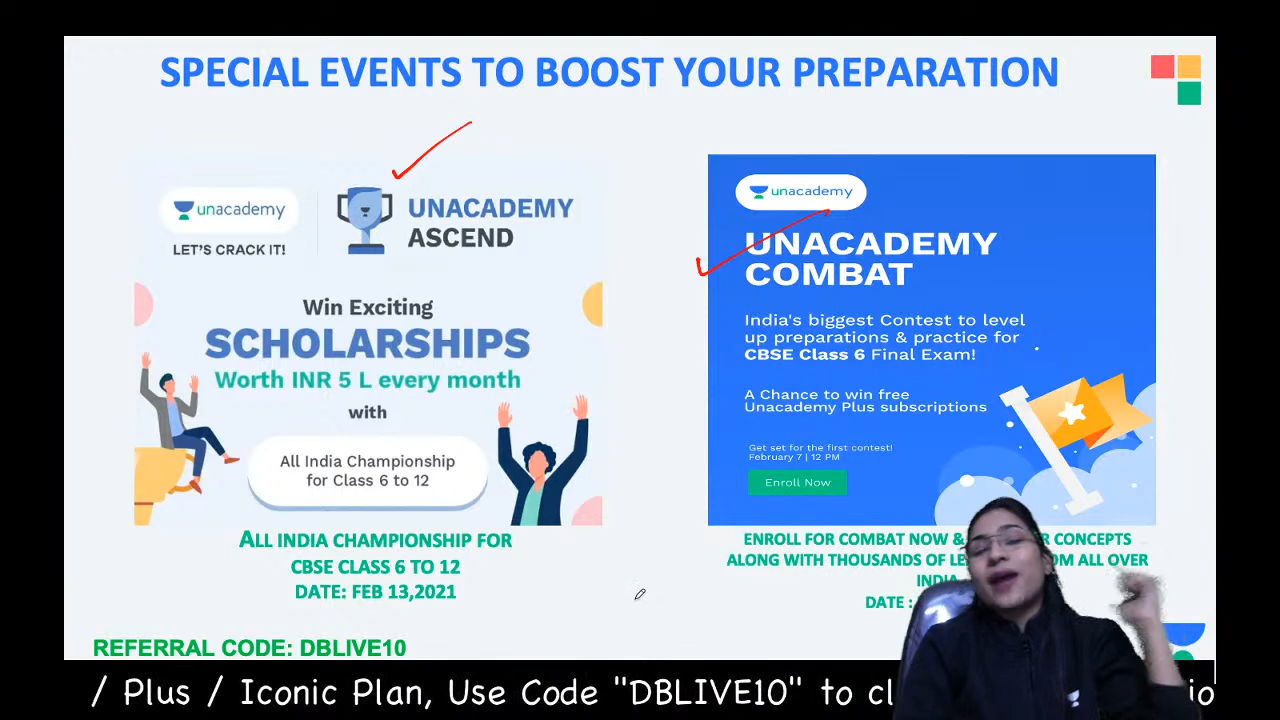 SPECIAL EVENTS TO BOOST YOUR PREPARATION
unacademy
LET'S CRACK IT!
UNACADEMY
ASCEND
Win Exciting
SCHOLARSHIPS
Worth INR 5 L every month
with
All India Championship
for Class 6 to 12
ALL INDIA CHAMPIONSHIP FOR
CBSE CLASS 6 TO 12
DATE: FEB 13,2021
REFERRAL CODE: DBLIVE10
unacademy
UNACADEMY
COMBAT
India's biggest Contest to level
up preparations & practice for
CBSE Class 6 Final Exam!
A Chance to win free
Unacademy Plus subscriptions
Get set for the first contest!
February 7 | 12 PM
Enroll Now
ENROLL FOR COMBAT NOW & CONCEPTS
ALONG WITH THOUSANDS OF ALL OVER
INDIA
DATE :
/ Plus / Iconic Plan, Use Code "DBLIVE10" to